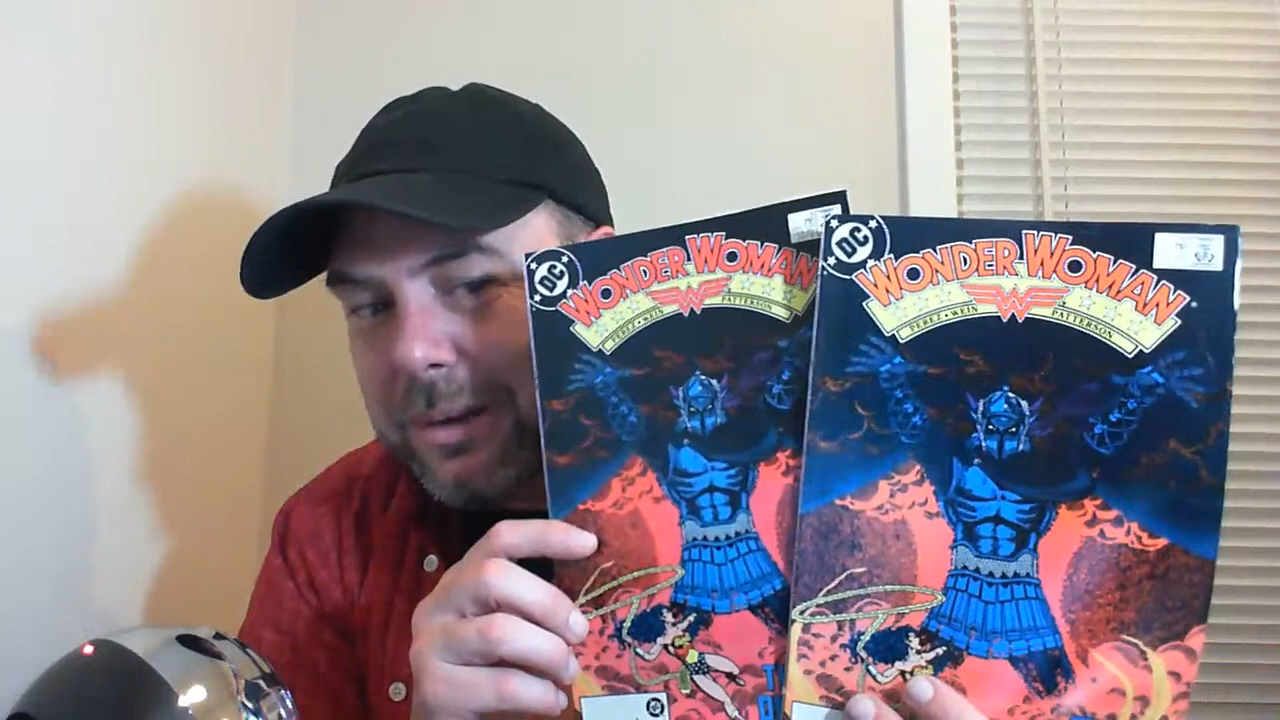 DC
WONDER WOMAN
PEREZ • WEIN
PATTERSON
DC
WONDER WOMAN
PEREZ • WEIN
PATTERSON